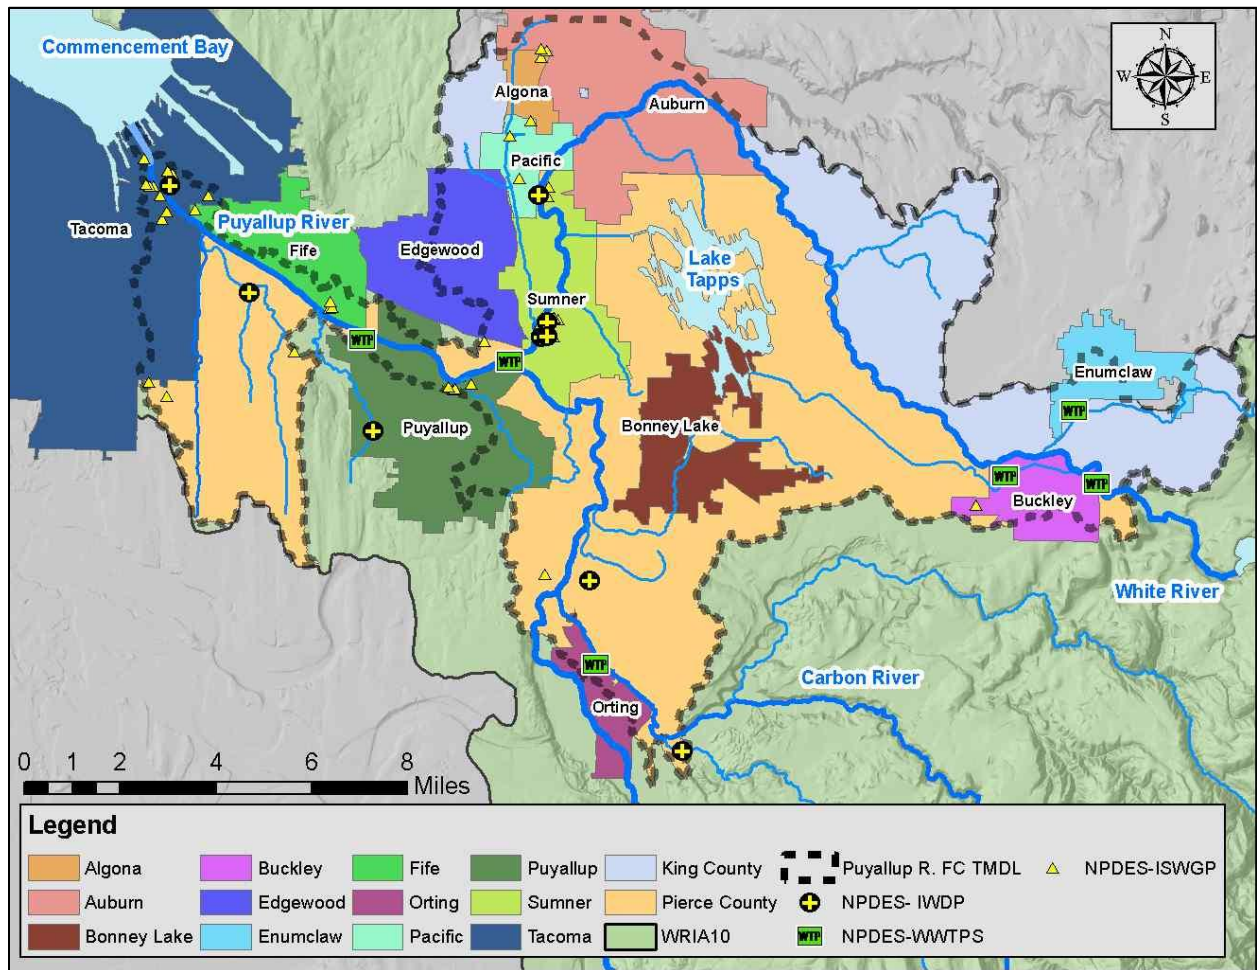 Commencement Bay
N
W E
S
Algona
Auburn
Pacific
Tacoma
Puyallup River
Fife
Edgewood
Lake
Tapps
Sumner
WTP
WTP
Enumclaw
WTP
Puyallup
Bonney Lake
WTP
WTP
Buckley
White River
WTP
Carbon River
Orting
0 1 2 4 6 8
Miles
Legend
Algona Buckley Fife Puyallup King County Puyallup R. FC TMDL NPDES-ISWGP
Auburn Edgewood Orting Sumner Pierce County NPDES- IWDP
Bonney Lake Enumclaw Pacific Tacoma WRIA10 WTP NPDES-WWTPS